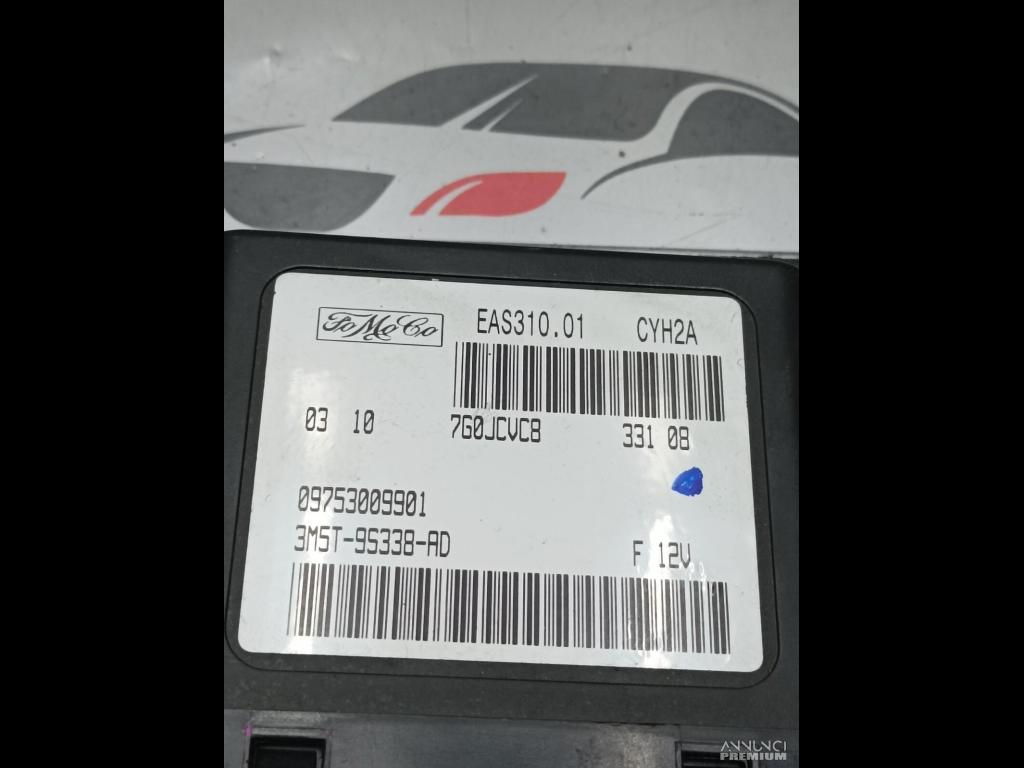 FoMoCo EAS310.01 CYH2A
03 10 7G0JCVC8 331 08
09753009901
3M5T-9S338-AD F 12V
ANNUNCI
PREMIUM